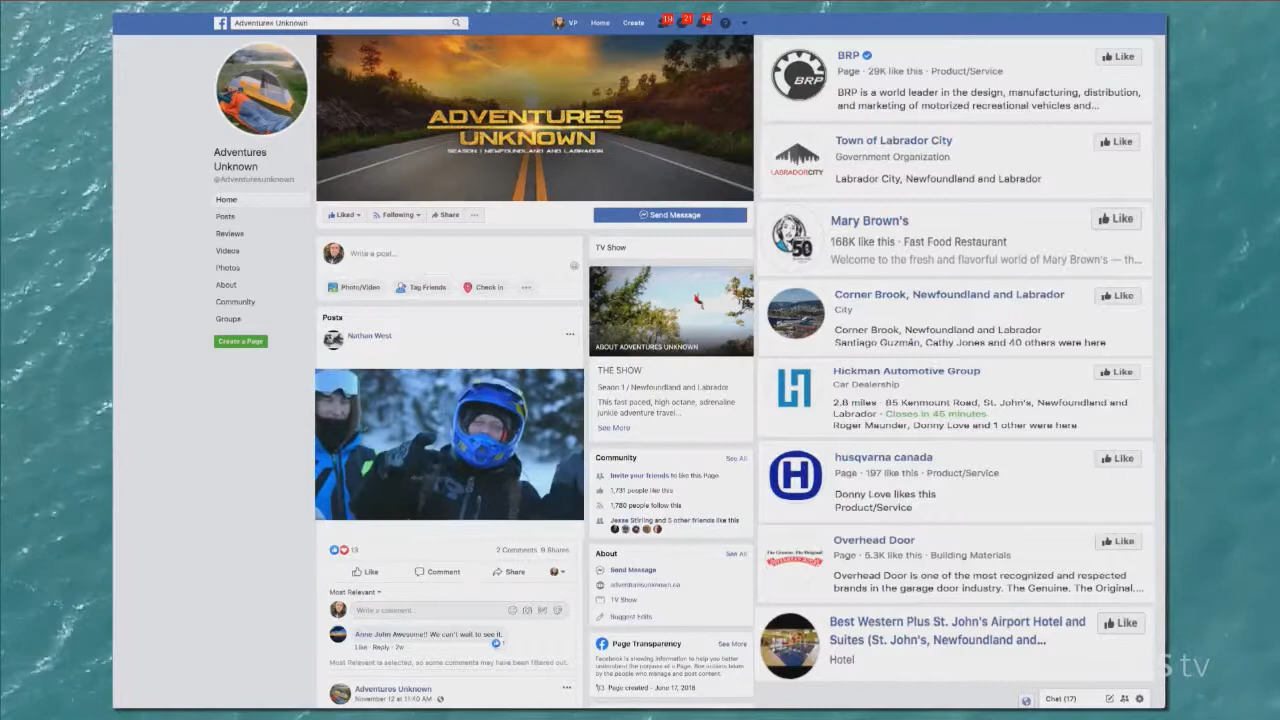 Adventures Unknown
VP
Home
Create
19
21
14
Adventures
Unknown
@Adventuresunknown
Home
Posts
Reviews
Videos
Photos
About
Community
Groups
Create a Page
ADVENTURES
UNKNOWN
SEASON 1 NEWFOUNDLAND AND LABRADOR
Liked
Following
Share
Send Message
Write a post...
Photo/Video
Tag Friends
Check in
Posts
Nathan West
13
2 Comments 9 Shares
Like
Comment
Share
Most Relevant
Write a comment...
Anne John Awesome!! We can't wait to see it.
1
Like · Reply · 2w
Most Relevant is selected, so some comments may have been filtered out.
Adventures Unknown
November 12 at 11:40 AM
TV Show
ABOUT ADVENTURES UNKNOWN
THE SHOW
Seaon 1 / Newfoundland and Labrador
This fast paced, high octane, adrenaline
junkie adventure travel...
See More
Community
See All
Invite your friends to like this Page
1,731 people like this
1,780 people follow this
Jesse Stirling and 5 other friends like this
About
See All
Send Message
adventuresunknown.ca
TV Show
Suggest Edits
Page Transparency
See More
Facebook is showing information to help you better
understand the purpose of a Page. See actions taken
by the people who manage and post content.
Page created - June 17, 2018
BRP
BRP
Like
Page · 29K like this · Product/Service
BRP is a world leader in the design, manufacturing, distribution,
and marketing of motorized recreational vehicles and...
LABRADORCITY
Town of Labrador City
Like
Government Organization
Labrador City, Newfoundland and Labrador
50
Mary Brown's
Like
168K like this · Fast Food Restaurant
Welcome to the fresh and flavorful world of Mary Brown's — th...
Corner Brook, Newfoundland and Labrador
Like
City
Corner Brook, Newfoundland and Labrador
Santiago Guzmán, Cathy Jones and 40 others were here
Hickman Automotive Group
Like
Car Dealership
2.8 miles · 85 Kenmount Road, St. John's, Newfoundland and
Labrador · Closes in 45 minutes
Roger Maunder, Donny Love and 1 other were here
H
husqvarna canada
Like
Page · 197 like this · Product/Service
Donny Love likes this
Product/Service
The Genuine. The Original.
Overhead Door
Like
Page · 5.3K like this · Building Materials
Overhead Door is one of the most recognized and respected
brands in the garage door industry. The Genuine. The Original....
Best Western Plus St. John's Airport Hotel and
Suites (St. John's, Newfoundland and...
Like
Hotel
Chat (17)
tv